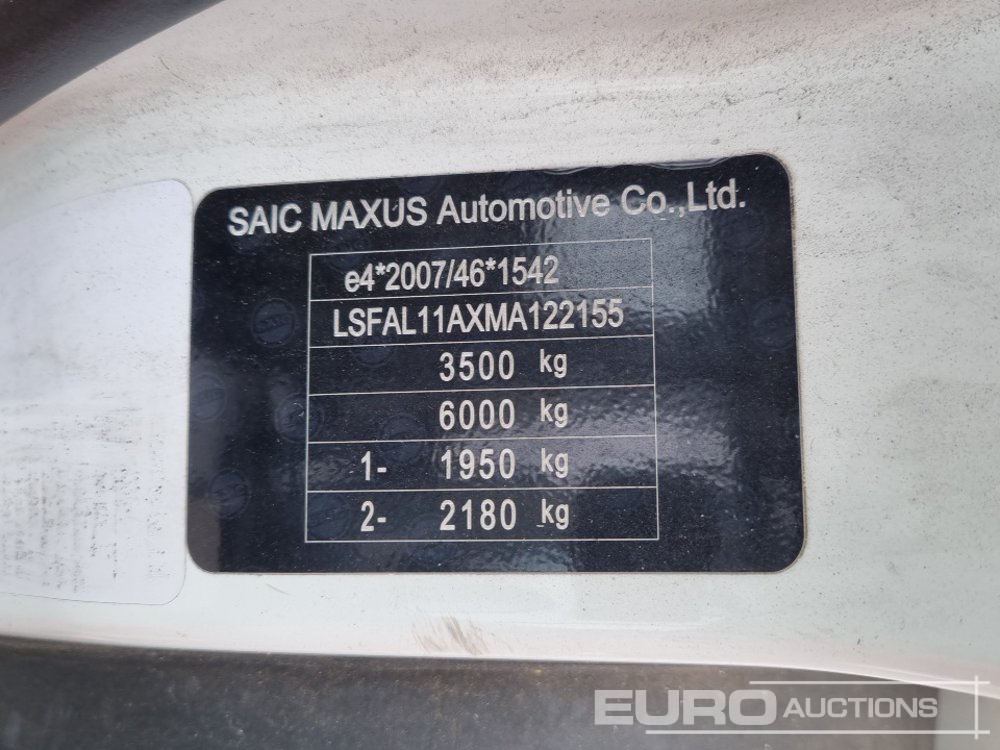 SAIC MAXUS Automotive Co.,Ltd.
e4*2007/46*1542
LSFAL11AXMA122155
3500 kg
6000 kg
1- 1950 kg
2- 2180 kg
EURO AUCTIONS